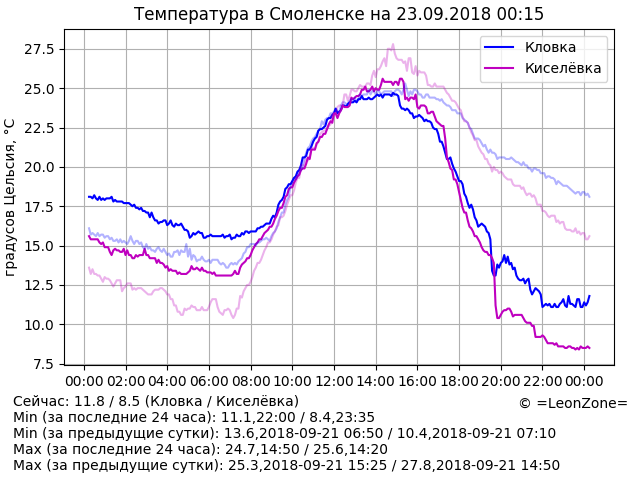 Температура в Смоленске на 23.09.2018 00:15
27.5
25.0
22.5
20.0
17.5
15.0
12.5
10.0
7.5
градусов Цельсия, °C
Кловка
Киселёвка
00:00 02:00 04:00 06:00 08:00 10:00 12:00 14:00 16:00 18:00 20:00 22:00 00:00
Сейчас: 11.8 / 8.5 (Кловка / Киселёвка)
© =LeonZone=
Min (за последние 24 часа): 11.1,22:00 / 8.4,23:35
Min (за предыдущие сутки): 13.6,2018-09-21 06:50 / 10.4,2018-09-21 07:10
Max (за последние 24 часа): 24.7,14:50 / 25.6,14:20
Max (за предыдущие сутки): 25.3,2018-09-21 15:25 / 27.8,2018-09-21 14:50